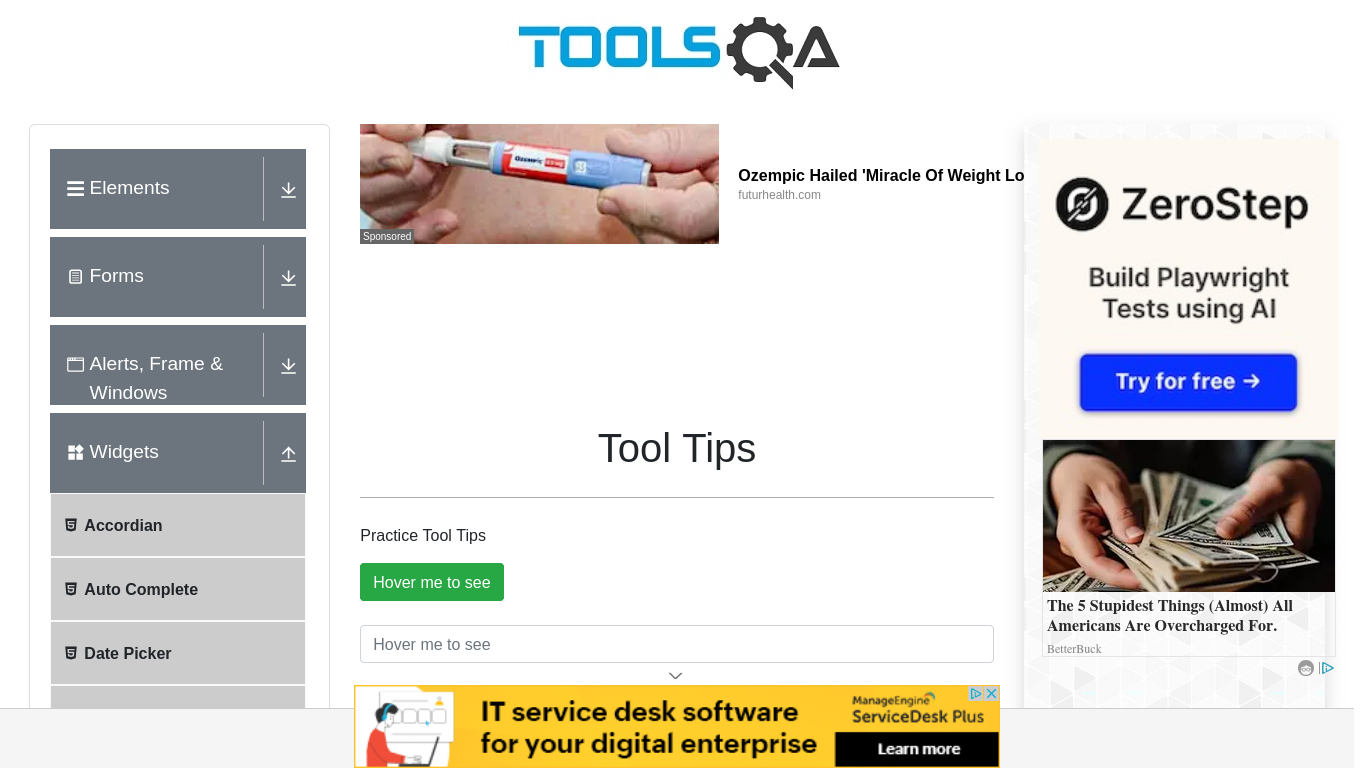 TOOLSQA
Elements
Forms
Alerts, Frame &
Windows
Widgets
Accordian
Auto Complete
Date Picker
Sponsored
Ozempic Hailed 'Miracle Of Weight Lo
futurhealth.com
Tool Tips
Practice Tool Tips
Hover me to see
Hover me to see
ZeroStep
Build Playwright
Tests using AI
Try for free →
The 5 Stupidest Things (Almost) All
Americans Are Overcharged For.
BetterBuck
IT service desk software
for your digital enterprise
ManageEngine
ServiceDesk Plus
Learn more